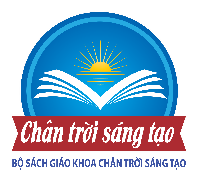 Chân trời sáng tạo
BỘ SÁCH GIÁO KHOA CHÂN TRỜI SÁNG TẠO